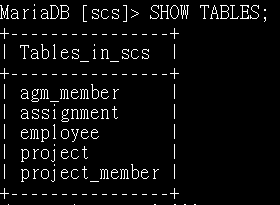 MariaDB [scs]> SHOW TABLES;
+----------------+
| Tables_in_scs  |
+----------------+
| agm_member     |
| assignment     |
| employee       |
| project        |
| project_member |
+----------------+